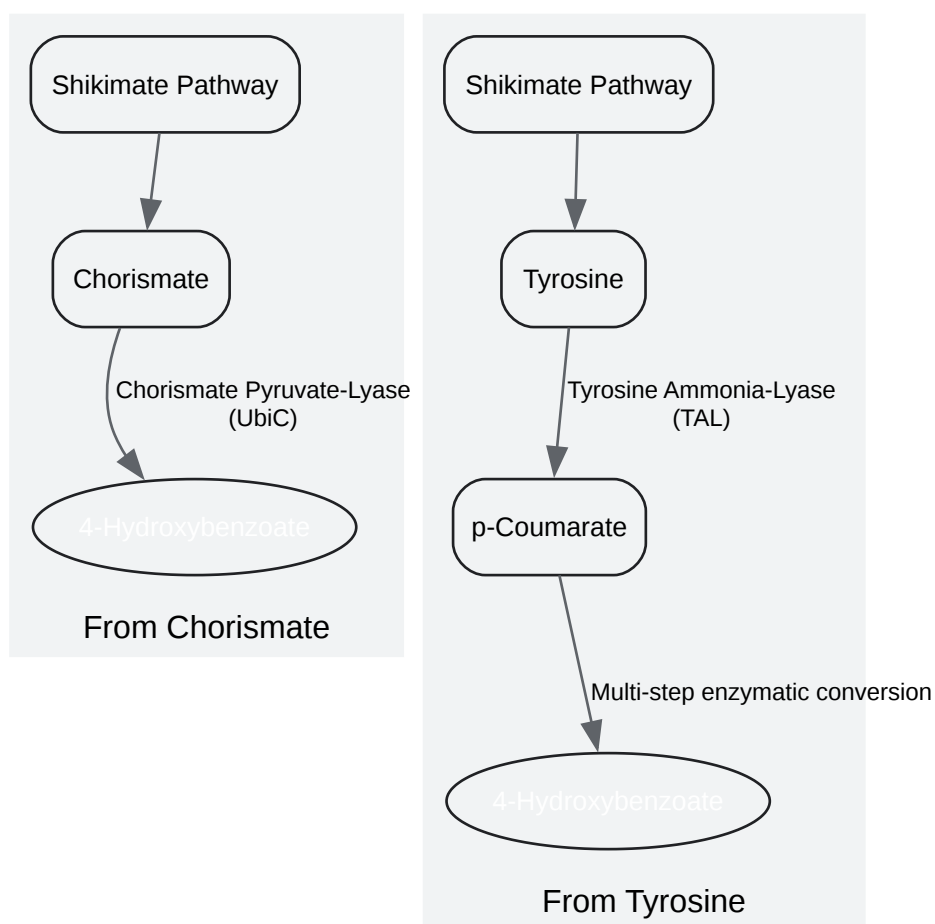 Shikimate Pathway
Chorismate
Chorismate Pyruvate-Lyase
(UbiC)
4-Hydroxybenzoate
From Chorismate
Shikimate Pathway
Tyrosine
Tyrosine Ammonia-Lyase
(TAL)
p-Coumarate
Multi-step enzymatic conversion
4-Hydroxybenzoate
From Tyrosine